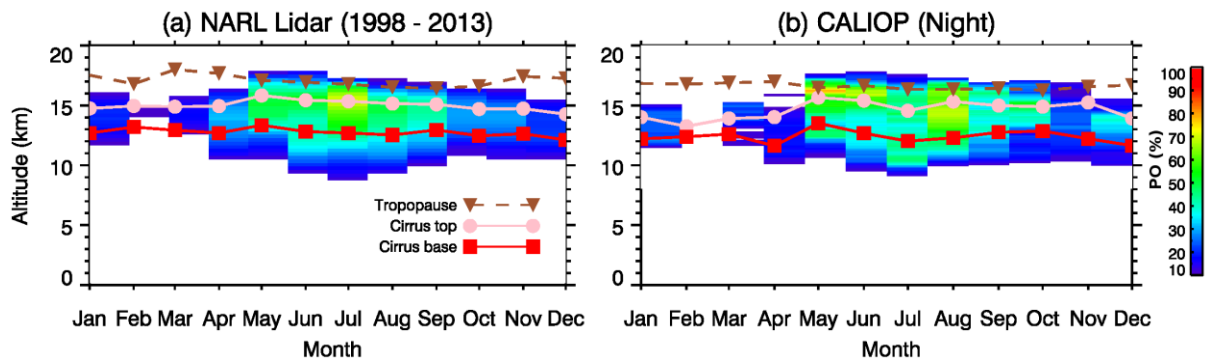 (a) NARL Lidar (1998 - 2013)
(b) CALIOP (Night)
Altitude (km)
20
15
10
5
0
Tropopause
Cirrus top
Cirrus base
Jan Feb Mar Apr May Jun Jul Aug Sep Oct Nov Dec
Month
20
15
10
5
0
Jan Feb Mar Apr May Jun Jul Aug Sep Oct Nov Dec
Month
PO (%)
100
90
80
70
60
50
40
30
20
10